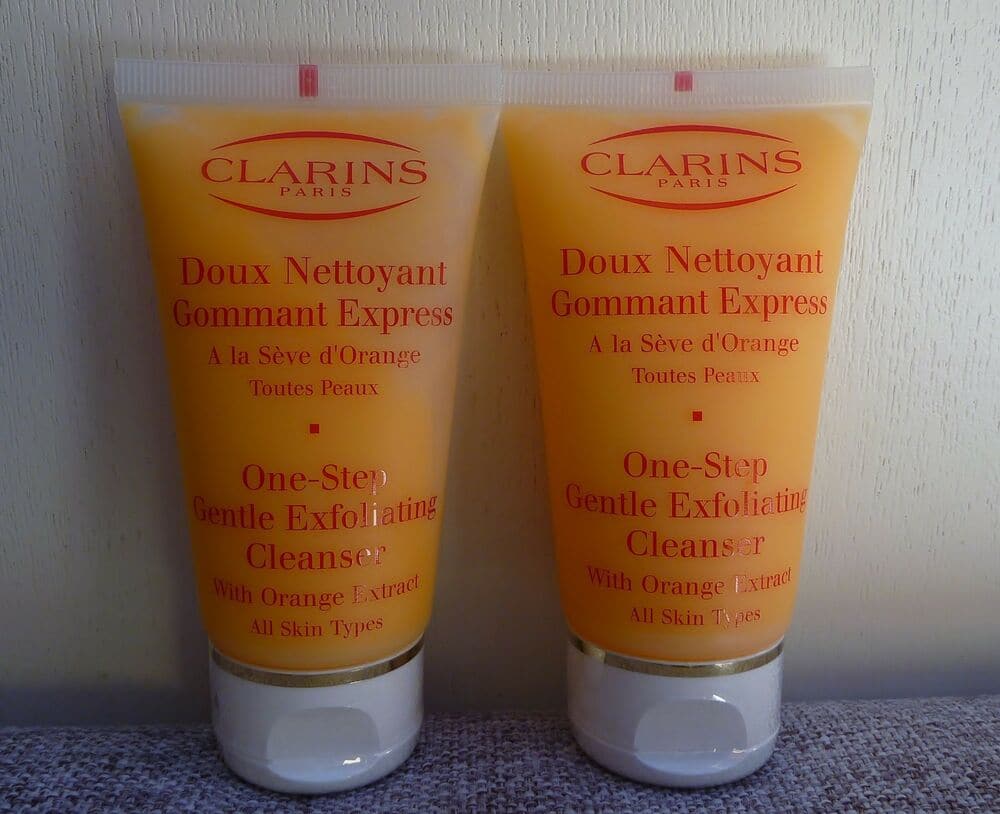 CLARINS
PARIS
Doux Nettoyant
Gommant Express
A la Sève d'Orange
Toutes Peaux
One-Step
Gentle Exfoliating
Cleanser
With Orange Extract
All Skin Types
CLARINS
PARIS
Doux Nettoyant
Gommant Express
A la Sève d'Orange
Toutes Peaux
One-Step
Gentle Exfoliating
Cleanser
With Orange Extract
All Skin Types